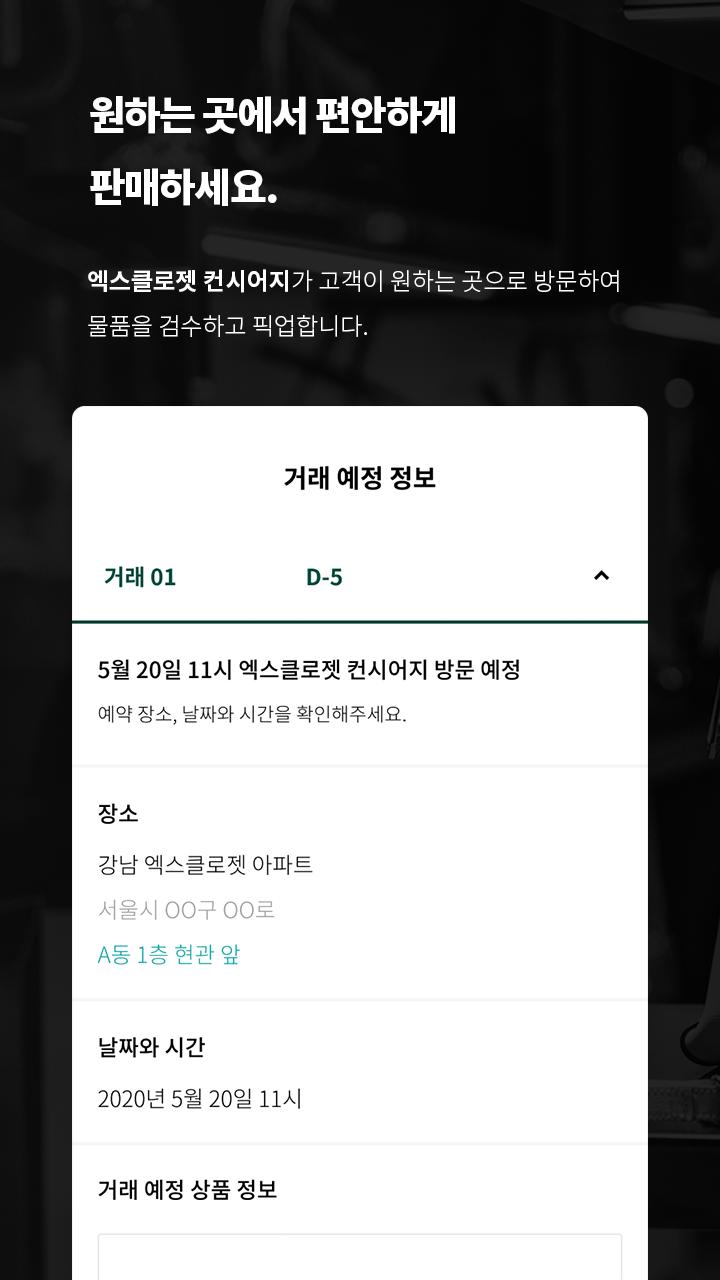 원하는 곳에서 편안하게
판매하세요.
엑스클로젯 컨시어지가 고객이 원하는 곳으로 방문하여
물품을 검수하고 픽업합니다.
거래 예정 정보
거래 01 D-5
5월 20일 11시 엑스클로젯 컨시어지 방문 예정
예약 장소, 날짜와 시간을 확인해주세요.
장소
강남 엑스클로젯 아파트
서울시 OO구 OO로
A동 1층 현관 앞
날짜와 시간
2020년 5월 20일 11시
거래 예정 상품 정보